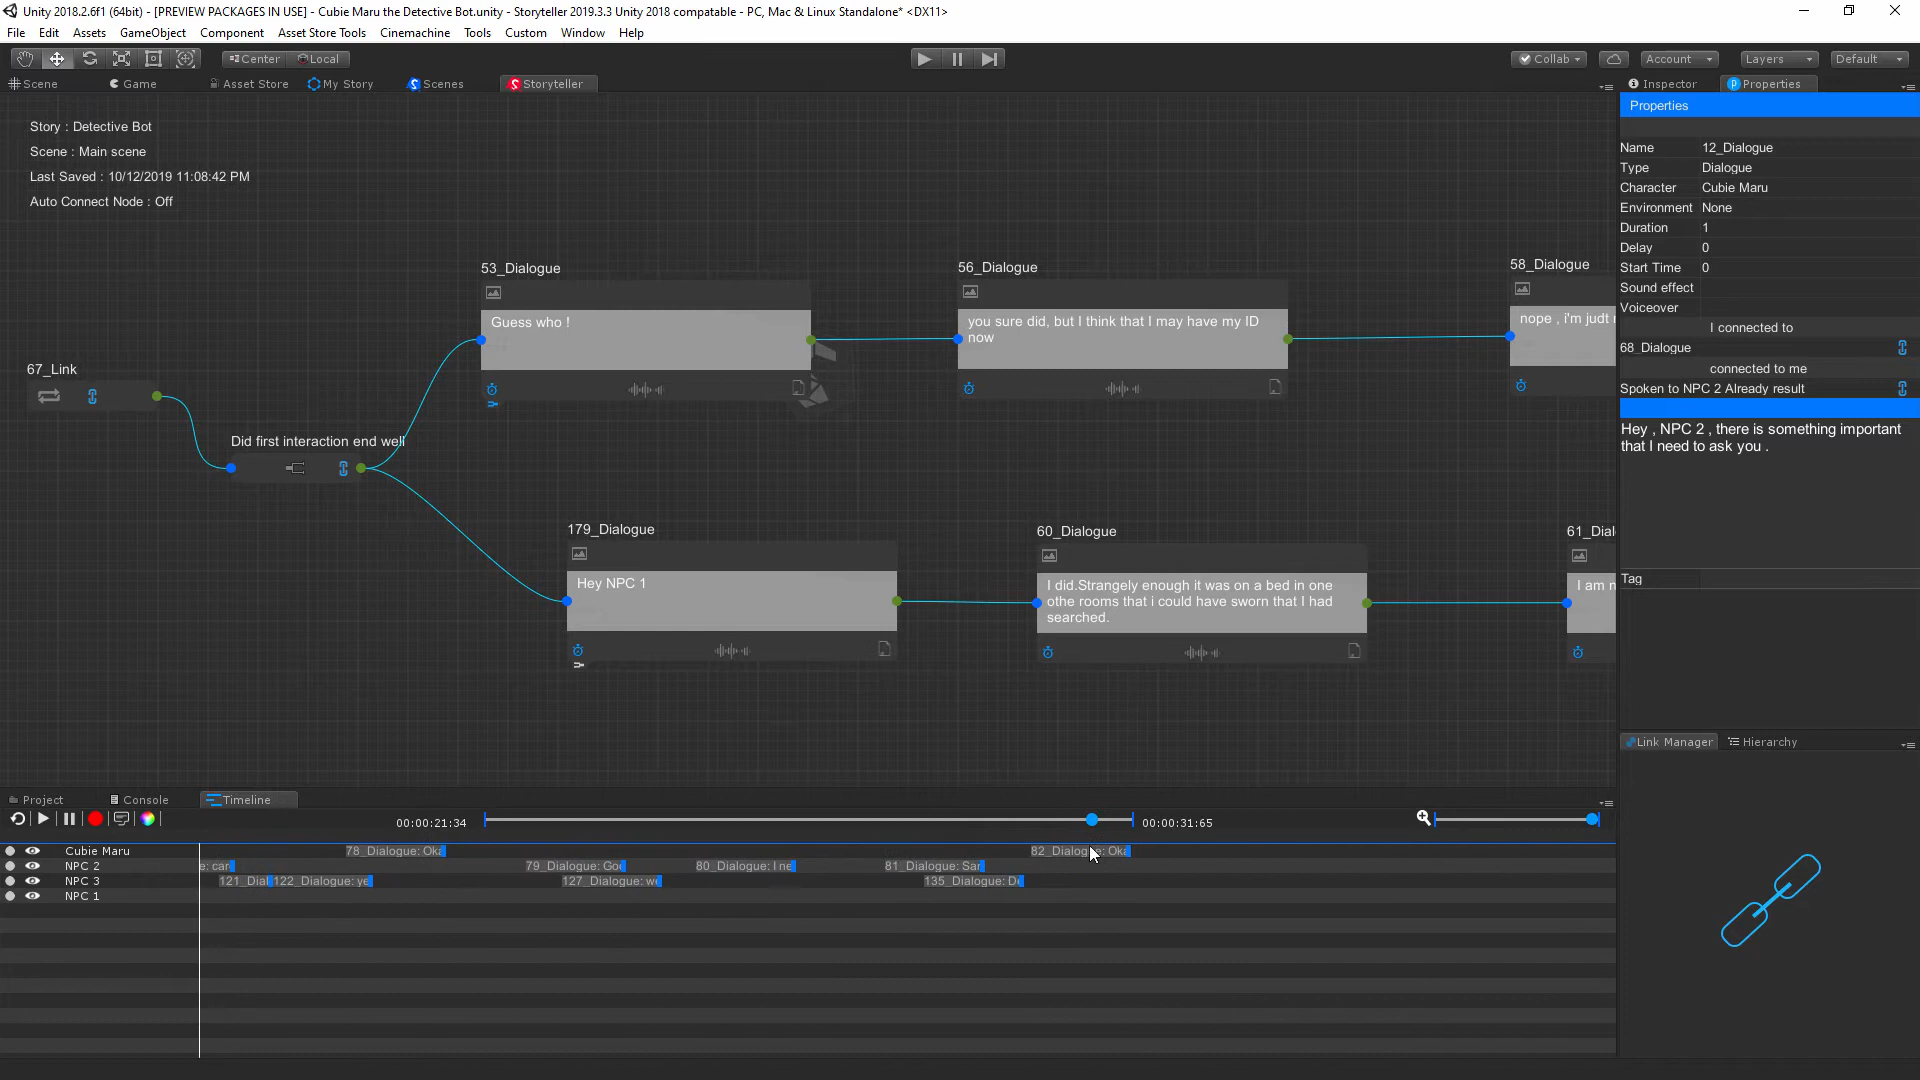 Unity 2018.2.6f1 (64bit) - [PREVIEW PACKAGES IN USE] - Cubie Maru the Detective Bot.unity - Storyteller 2019.3.3 Unity 2018 compatable - PC, Mac & Linux Standalone* <DX11>
File Edit Assets GameObject Component Asset Store Tools Cinemachine Tools Custom Window Help
Center Local Collab Account Layers Default
Scene Game Asset Store My Story Scenes Storyteller Inspector Properties
Properties
Story : Detective Bot
Scene : Main scene
Last Saved : 10/12/2019 11:08:42 PM
Auto Connect Node : Off
Name 12_Dialogue
Type Dialogue
Character Cubie Maru
Environment None
Duration 1
Delay 0
Start Time 0
Sound effect
Voiceover
I connected to
68_Dialogue
connected to me
Spoken to NPC 2 Already result
Hey , NPC 2 , there is something important
that I need to ask you .
Tag
53_Dialogue
Guess who !
56_Dialogue
you sure did, but I think that I may have my ID
now
58_Dialogue
nope , i'm judt
67_Link
Did first interaction end well
179_Dialogue
Hey NPC 1
60_Dialogue
I did.Strangely enough it was on a bed in one
othe rooms that i could have sworn that I had
searched.
61_Dial
I am
Link Manager Hierarchy
Project Console Timeline
00:00:21:34 00:00:31:65
Cubie Maru 78_Dialogue: Oka 82_Dialogue: Oka
NPC 2 e: car 79_Dialogue: Goo 80_Dialogue: I ne 81_Dialogue: Sar
NPC 3 121_Dial 122_Dialogue: ye 127_Dialogue: w 135_Dialogue: D
NPC 1